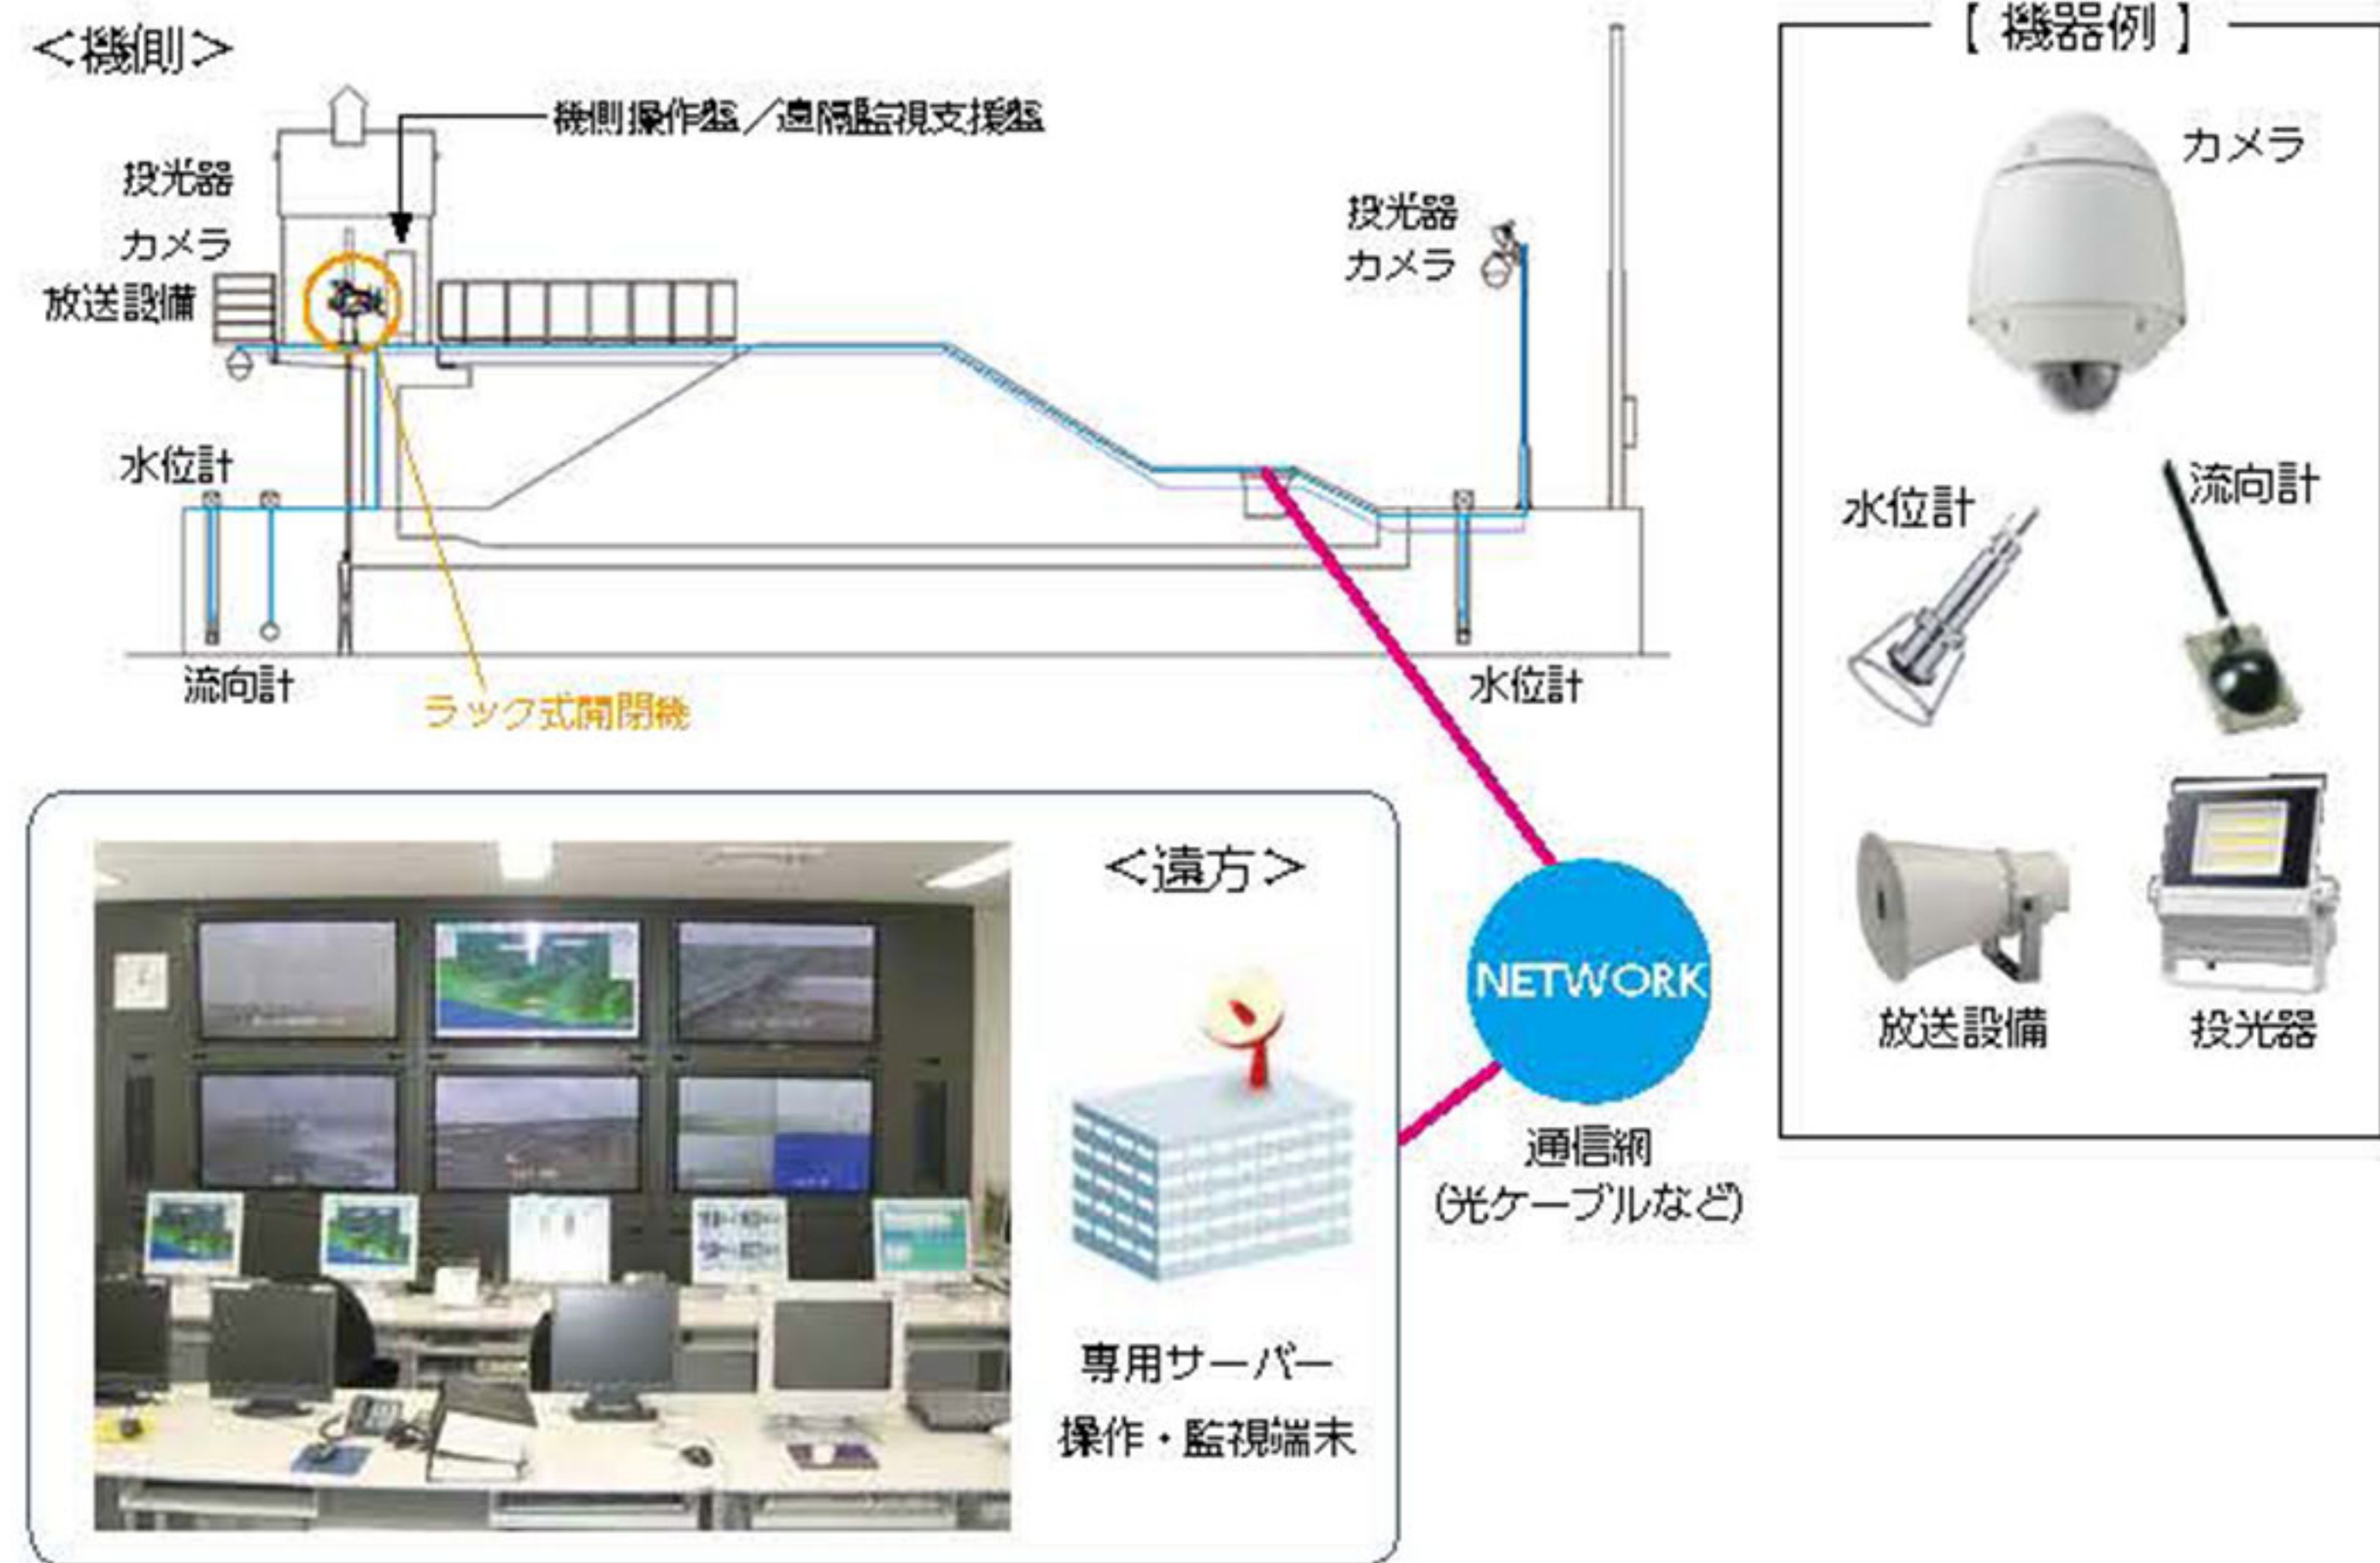 ＜機側＞
機側操作盤／遠隔監視支援盤
投光器
カメラ
放送設備
水位計
流向計
ラック式開閉機
投光器
カメラ
水位計
【 機器例 】
カメラ
水位計
流向計
放送設備
投光器
＜遠方＞
専用サーバー
操作・監視端末
NETWORK
通信網
(光ケーブルなど)